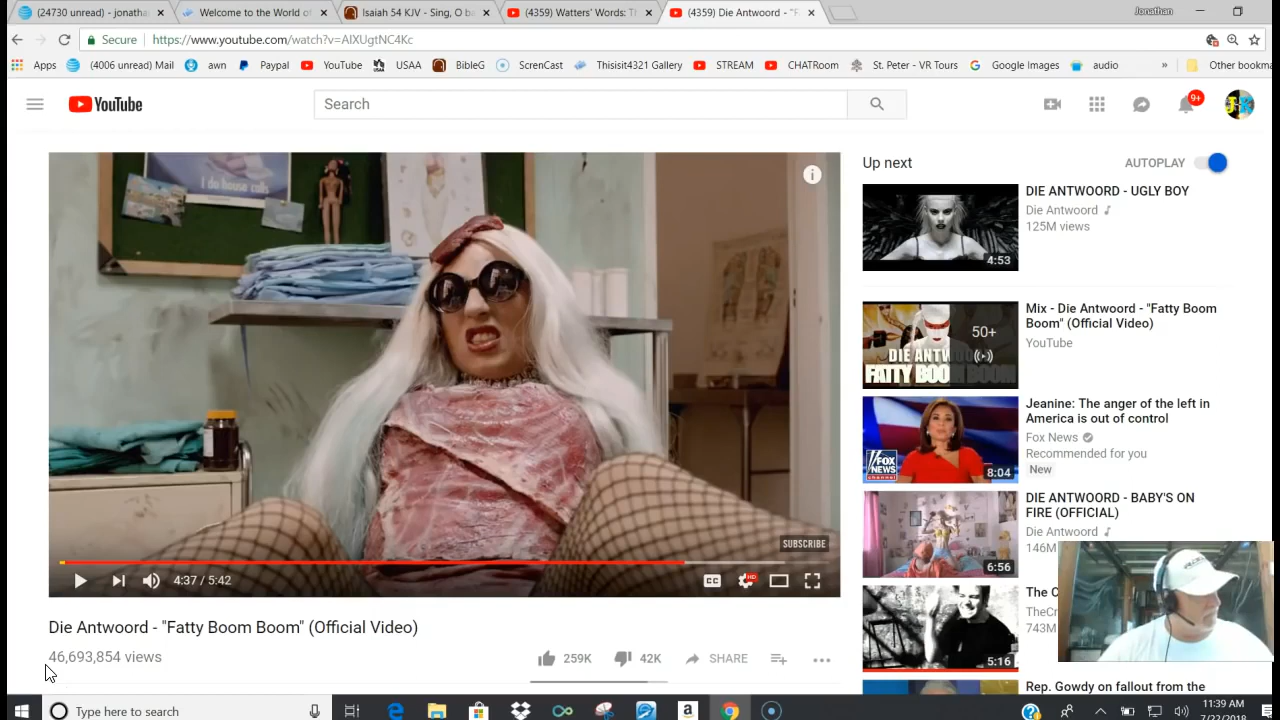 (24730 unread) - jonatha
Welcome to the World of
Isaiah 54 KJV - Sing, O b
(4359) Watters' Words: T
(4359) Die Antwoord - "F
Jonathan
Secure
https://www.youtube.com/watch?v=AIXUgtNC4Kc
Apps
(4006 unread) Mail
awn
Paypal
YouTube
USAA
BibleG
ScrenCast
Thisisit4321 Gallery
STREAM
CHATRoom
St. Peter - VR Tours
Google Images
audio
»
Other bookma
YouTube
Search
9+
I do house calls
SUBSCRIBE
4:37 / 5:42
CC
HD
Die Antwoord - "Fatty Boom Boom" (Official Video)
46,693,854 views
259K
42K
SHARE
Up next
AUTOPLAY
DIE ANTWOORD - UGLY BOY
Die Antwoord
125M views
4:53
Mix - Die Antwoord - "Fatty Boom
Boom" (Official Video)
YouTube
50+
DIE ANTW
FATTY BOO
Jeanine: The anger of the left in
America is out of control
Fox News
Recommended for you
New
FOX
NEWS
8:04
DIE ANTWOORD - BABY'S ON
FIRE (OFFICIAL)
Die Antwoord
146M
6:56
The C
TheCr
743M
5:16
Rep. Gowdy on fallout from the
Type here to search
11:39 AM
7/22/2018